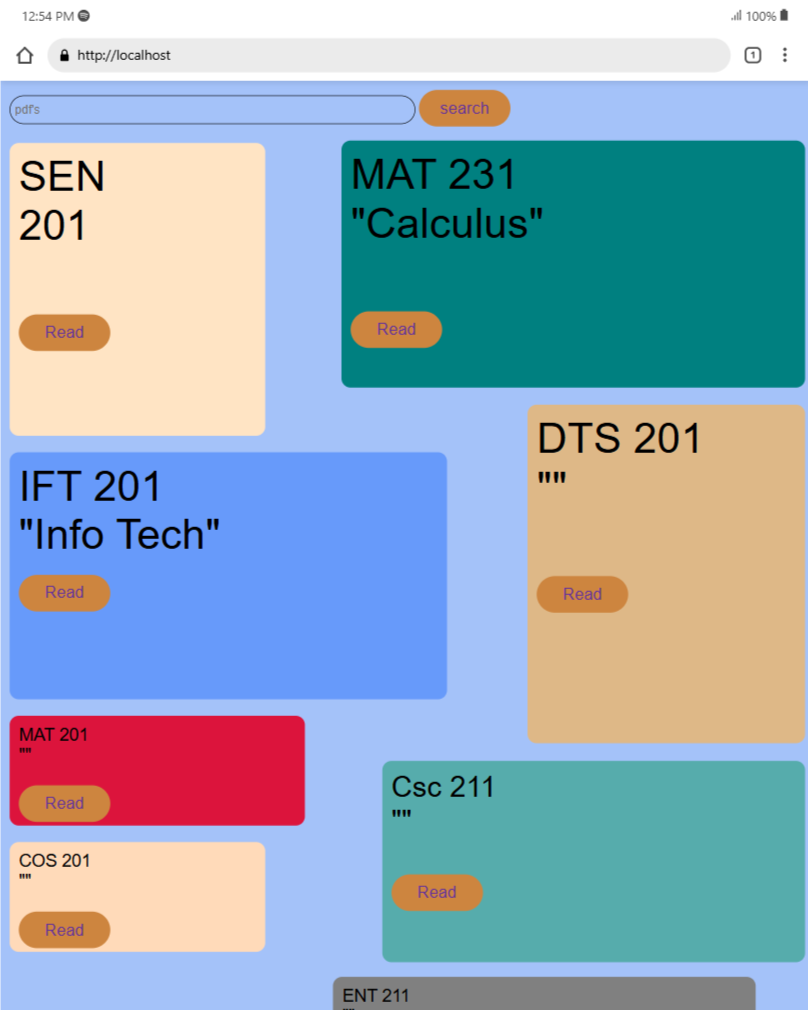 12:54 PM
100%
http://localhost
1
pdf's
search
SEN
201
Read
MAT 231
"Calculus"
Read
IFT 201
"Info Tech"
Read
DTS 201
""
Read
MAT 201
""
Read
Csc 211
""
Read
COS 201
""
Read
ENT 211
""